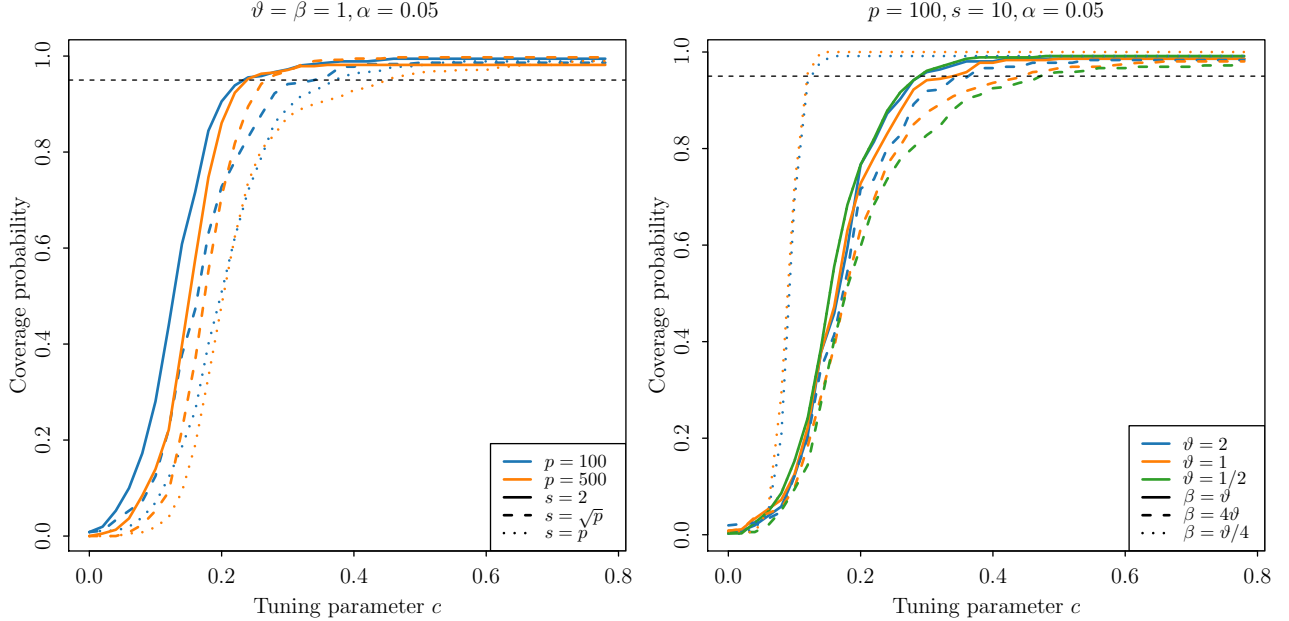 ϑ = β = 1, α = 0.05
Coverage probability
1.0
0.8
0.6
0.4
0.2
0.0
0.0 0.2 0.4 0.6 0.8
Tuning parameter c
p = 100
p = 500
s = 2
s = √p
s = p
p = 100, s = 10, α = 0.05
Coverage probability
1.0
0.8
0.6
0.4
0.2
0.0
0.0 0.2 0.4 0.6 0.8
Tuning parameter c
ϑ = 2
ϑ = 1
ϑ = 1/2
β = ϑ
β = 4ϑ
β = ϑ/4